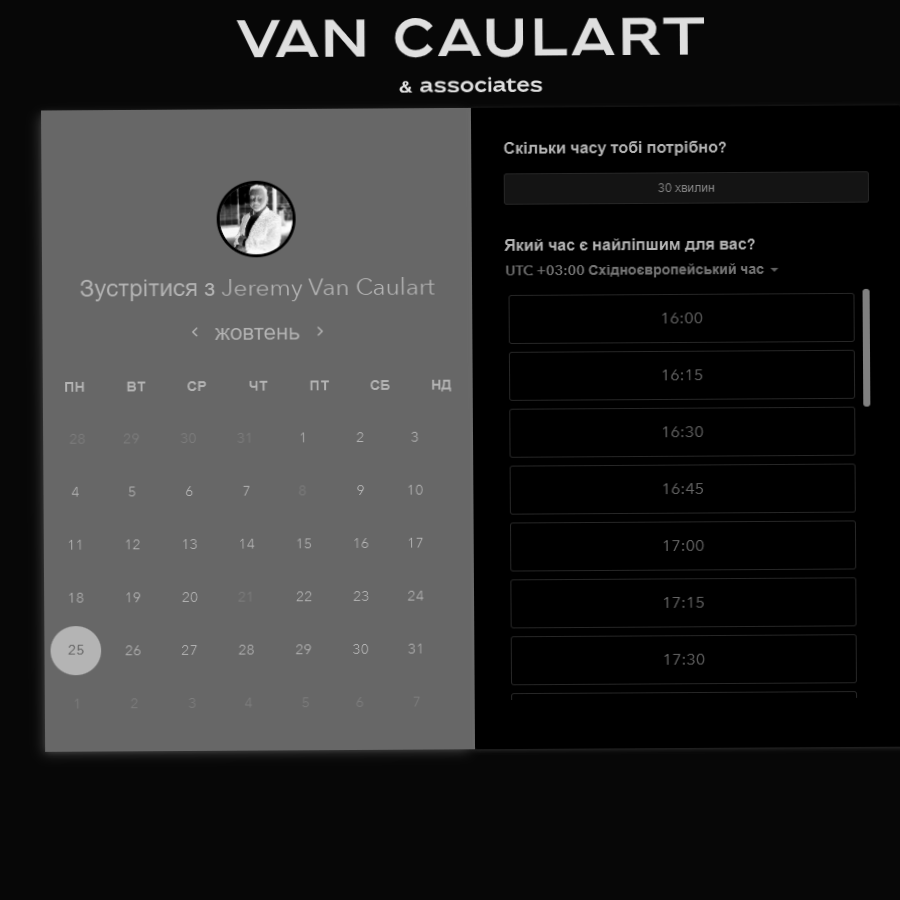 VAN CAULART
& associates
Зустрітися з Jeremy Van Caulart
жовтень
ПН ВТ СР ЧТ ПТ СБ НД
28 29 30 31 1 2 3
4 5 6 7 8 9 10
11 12 13 14 15 16 17
18 19 20 21 22 23 24
25 26 27 28 29 30 31
1 2 3 4 5 6 7
Скільки часу тобі потрібно?
30 хвилин
Який час є найліпшим для вас?
UTC +03:00 Східноєвропейський час
16:00
16:15
16:30
16:45
17:00
17:15
17:30